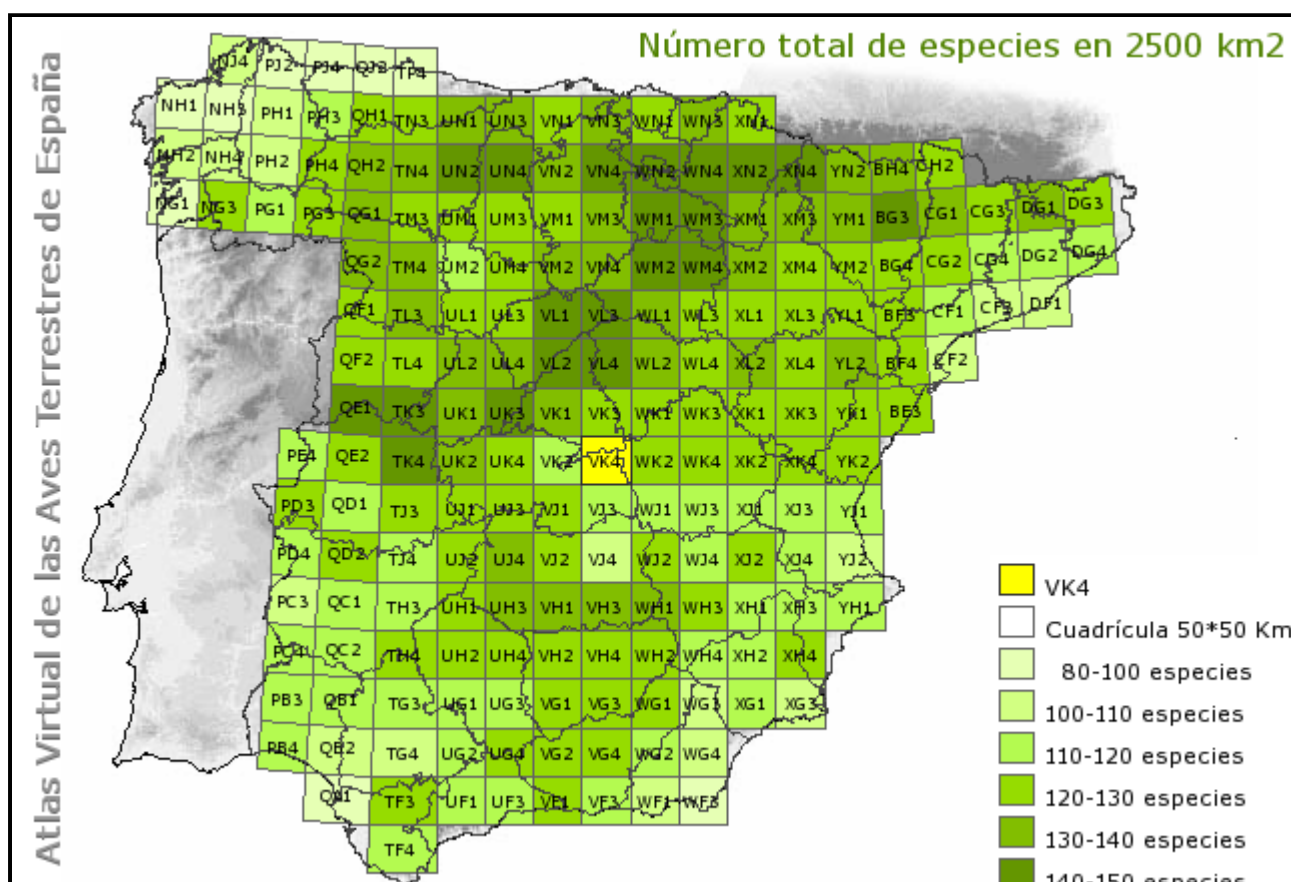 Número total de especies en 2500 km2
Atlas Virtual de las Aves Terrestres de España
NJ4 PJ2 PJ4 QJ2 TP4
NH1 NH3 PH1 PH3 QH1 TN3 UN1 UN3 VN1 VN3 WN1 WN3 XN1
NH2 NH4 PH2 PH4 QH2 TN4 UN2 UN4 VN2 VN4 WN2 WN4 XN2 XN4 YN2 BH4 CH2
NG1 NG3 PG1 PG3 QG1 TM3 UM1 UM3 VM1 VM3 WM1 WM3 XM1 XM3 YM1 BG3 CG1 CG3 DG1 DG3
QG2 TM4 UM2 UM4 VM2 VN4 WM2 WM4 XM2 XM4 YM2 BG4 CG2 CG4 DG2 DG4
QF1 TL3 UL1 UL3 VL1 VL3 WL1 WL3 XL1 XL3 YL1 BF3 CF1 CF3 DF1
QF2 TL4 UL2 UL4 VL2 VL4 WL2 WL4 XL2 XL4 YL2 BF4 CF2
QE1 TK3 UK1 UK3 VK1 VK3 WK1 WK3 XK1 XK3 YK1 BE3
PE4 QE2 TK4 UK2 UK4 VK2 VK4 WK2 WK4 XK2 XK4 YK2
PD3 QD1 TJ3 UJ1 UJ3 VJ1 VJ3 WJ1 WJ3 XJ1 XJ3 YJ1
PD4 QD2 TJ4 UJ2 UJ4 VJ2 VJ4 WJ2 WJ4 XJ2 XJ4 YJ2
PC3 QC1 TH3 UH1 UH3 VH1 VH3 WH1 WH3 XH1 XH3 YH1
PC4 QC2 TH4 UH2 UH4 VH2 VH4 WH2 WH4 XH2 XH4
PB3 QB1 TG3 UG1 UG3 VG1 VG3 WG1 WG3 XG1 XG3
PB4 QB2 TG4 UG2 UG4 VG2 VG4 WG2 WG4
TF3 UF1 UF3 VF1 VF3 WF1 WF3
TF4
VK4
Cuadrícula 50*50 Km
80-100 especies
100-110 especies
110-120 especies
120-130 especies
130-140 especies
140-150 especies